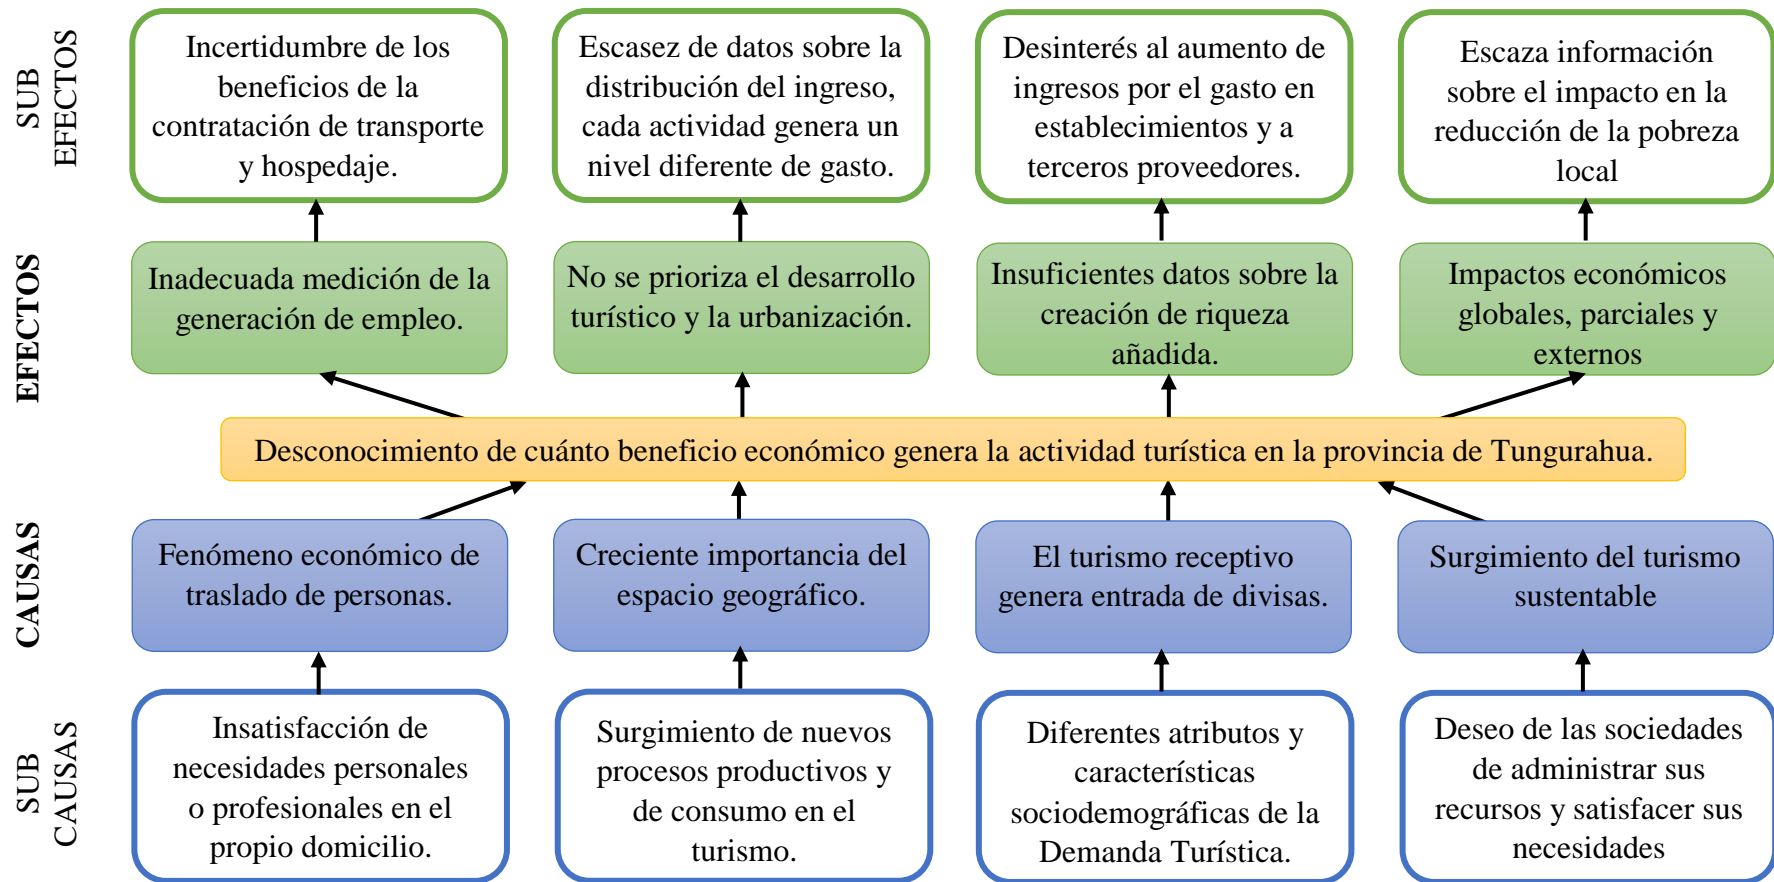 SUB
EFECTOS
Incertidumbre de los
beneficios de la
contratación de transporte
y hospedaje.
Escasez de datos sobre la
distribución del ingreso,
cada actividad genera un
nivel diferente de gasto.
Desinterés al aumento de
ingresos por el gasto en
establecimientos y a
terceros proveedores.
Escaza información
sobre el impacto en la
reducción de la pobreza
local
EFECTOS
Inadecuada medición de la
generación de empleo.
No se prioriza el desarrollo
turístico y la urbanización.
Insuficientes datos sobre la
creación de riqueza
añadida.
Impactos económicos
globales, parciales y
externos
Desconocimiento de cuánto beneficio económico genera la actividad turística en la provincia de Tungurahua.
CAUSAS
Fenómeno económico de
traslado de personas.
Creciente importancia del
espacio geográfico.
El turismo receptivo
genera entrada de divisas.
Surgimiento del turismo
sustentable
SUB
CAUSAS
Insatisfacción de
necesidades personales
o profesionales en el
propio domicilio.
Surgimiento de nuevos
procesos productivos y
de consumo en el
turismo.
Diferentes atributos y
características
sociodemográficas de la
Demanda Turística.
Deseo de las sociedades
de administrar sus
recursos y satisfacer sus
necesidades